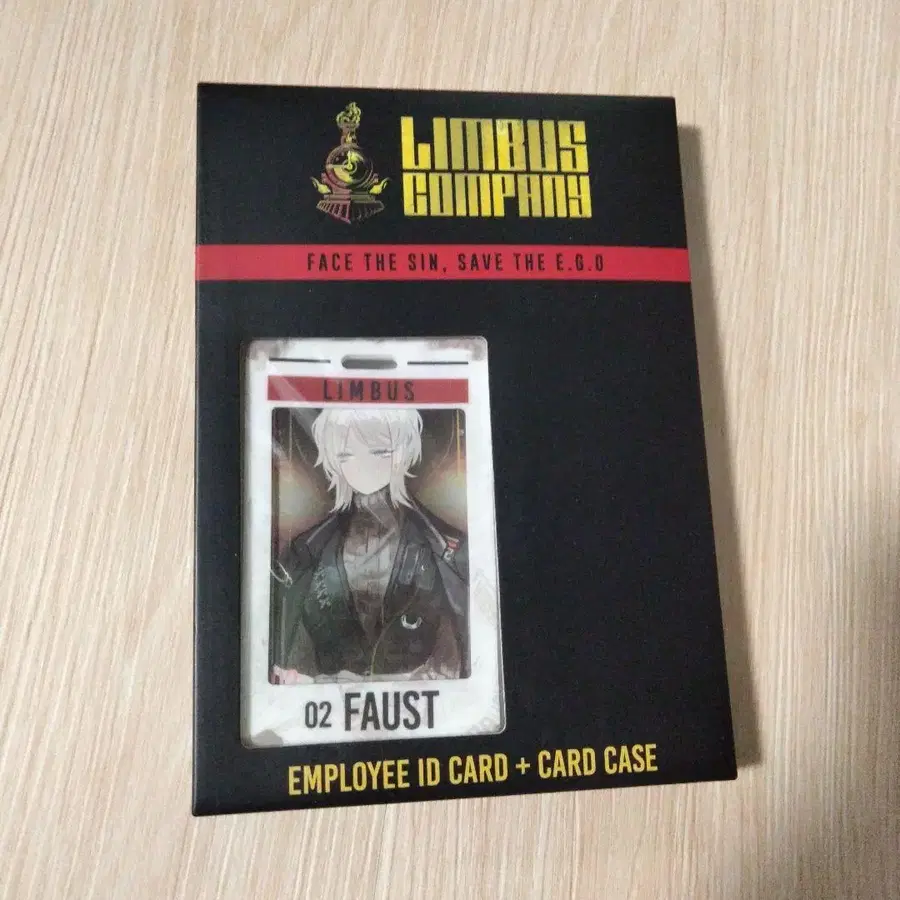 LIMBUS
COMPANY
FACE THE SIN, SAVE THE E.G.O
LIMBUS
02 FAUST
EMPLOYEE ID CARD + CARD CASE